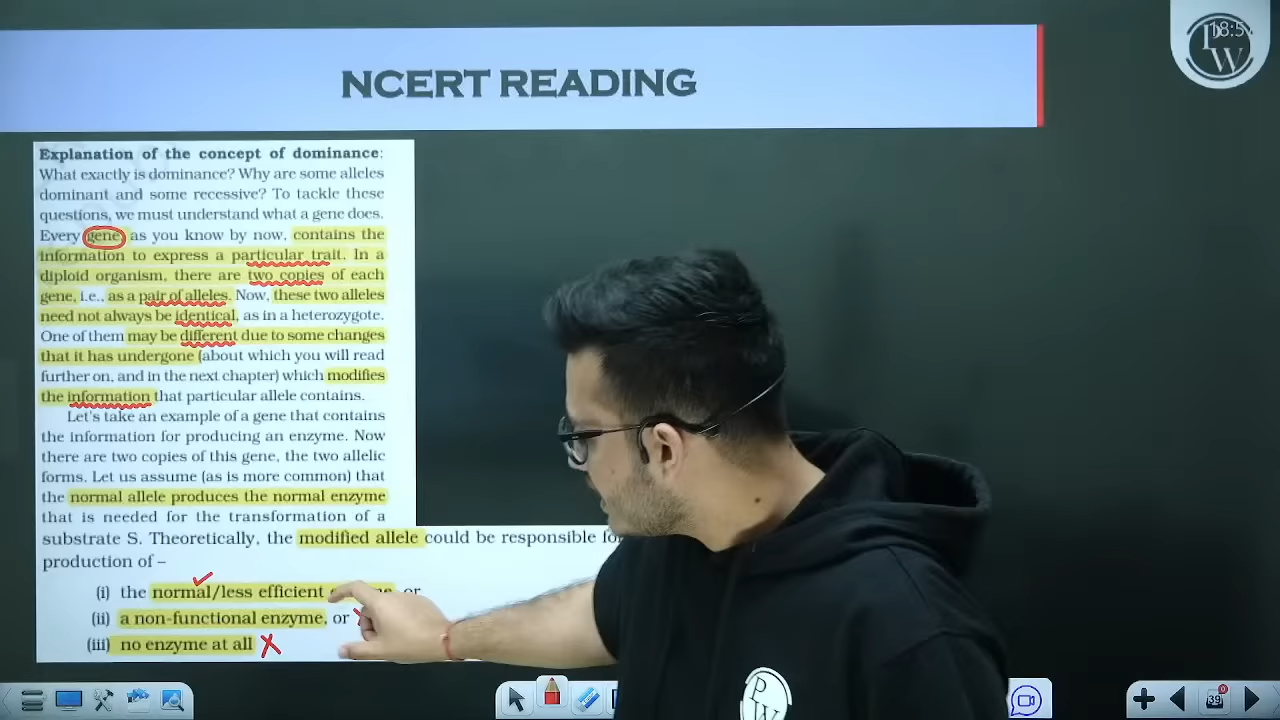 18:5
P
W
NCERT READING
Explanation of the concept of dominance:
What exactly is dominance? Why are some alleles
dominant and some recessive? To tackle these
questions, we must understand what a gene does.
Every gene as you know by now, contains the
information to express a particular trait. In a
diploid organism, there are two copies of each
gene, i.e., as a pair of alleles. Now, these two alleles
need not always be identical, as in a heterozygote.
One of them may be different due to some changes
that it has undergone (about which you will read
further on, and in the next chapter) which modifies
the information that particular allele contains.
Let's take an example of a gene that contains
the information for producing an enzyme. Now
there are two copies of this gene, the two allelic
forms. Let us assume (as is more common) that
the normal allele produces the normal enzyme
that is needed for the transformation of a
substrate S. Theoretically, the modified allele could be responsible
production of –
(i) the normal/less efficient or
(ii) a non-functional enzyme, or
(iii) no enzyme at all
P
W
39
0